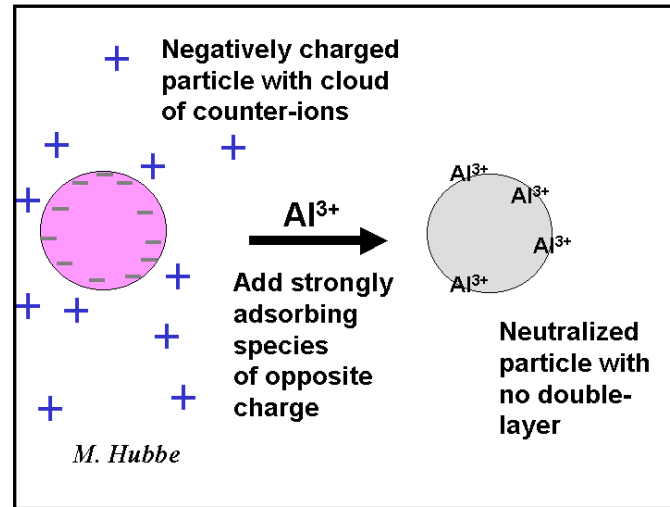 Negatively charged
particle with cloud
of counter-ions
Al³⁺
Add strongly
adsorbing
species
of opposite
charge
Al³⁺
Al³⁺
Al³⁺
Al³⁺
Neutralized
particle with
no double-
layer
M. Hubbe